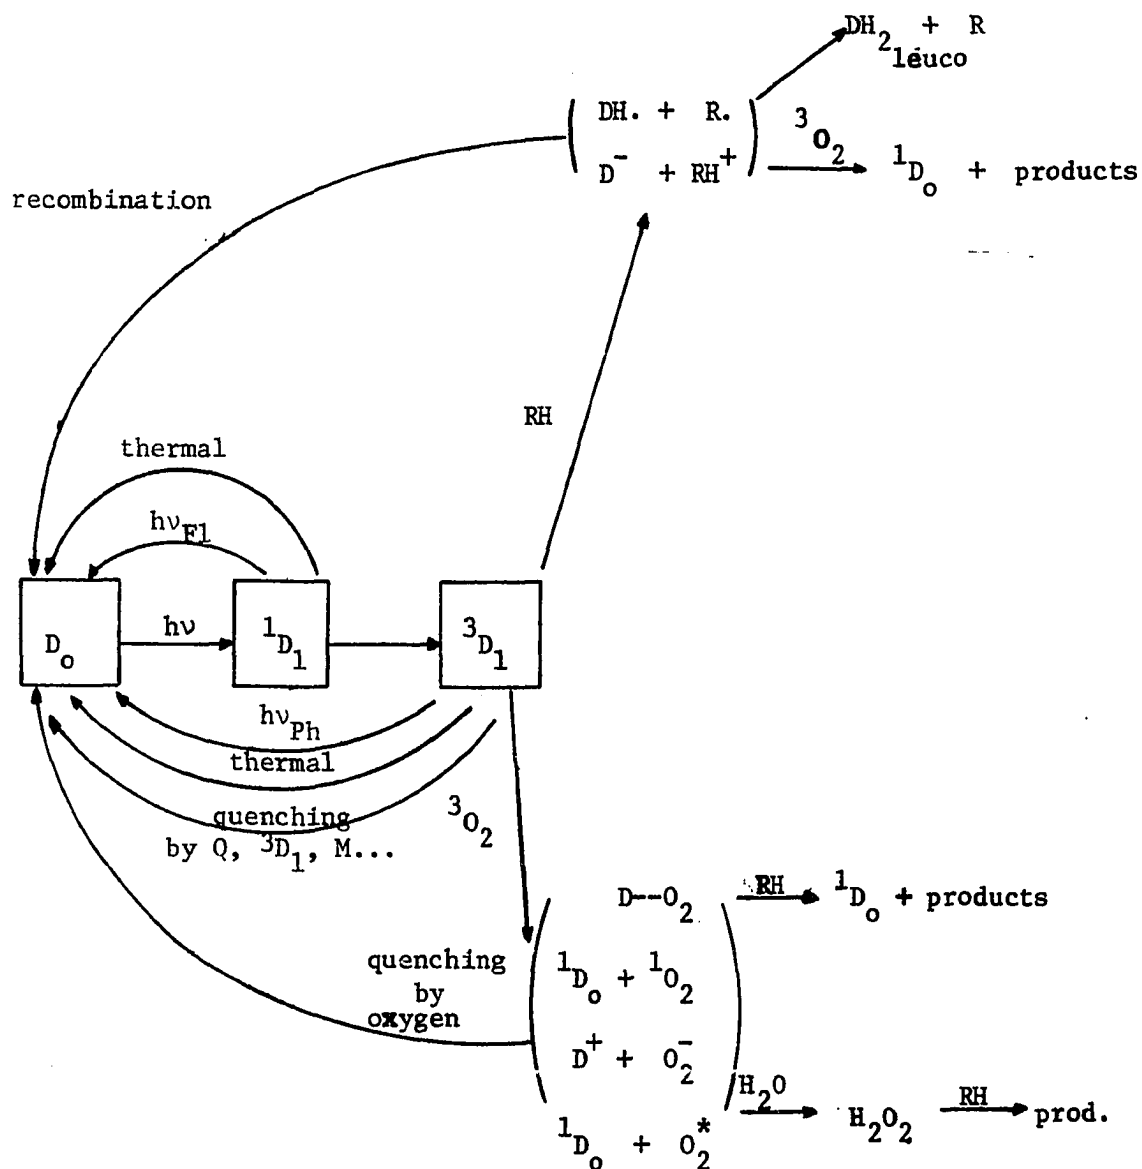 DH₂ + R
leuco
DH. + R.
D⁻ + RH⁺
³O₂
¹Dₒ + products
recombination
RH
thermal
hνFl
Dₒ
hν
¹D₁
³D₁
hνPh
thermal
quenching
by Q, ³D₁, M...
³O₂
D--O₂
RH
¹Dₒ + products
quenching
by
oxygen
¹Dₒ + ¹O₂
D⁺ + O₂⁻
H₂O
H₂O₂
RH
prod.
¹Dₒ + O₂*